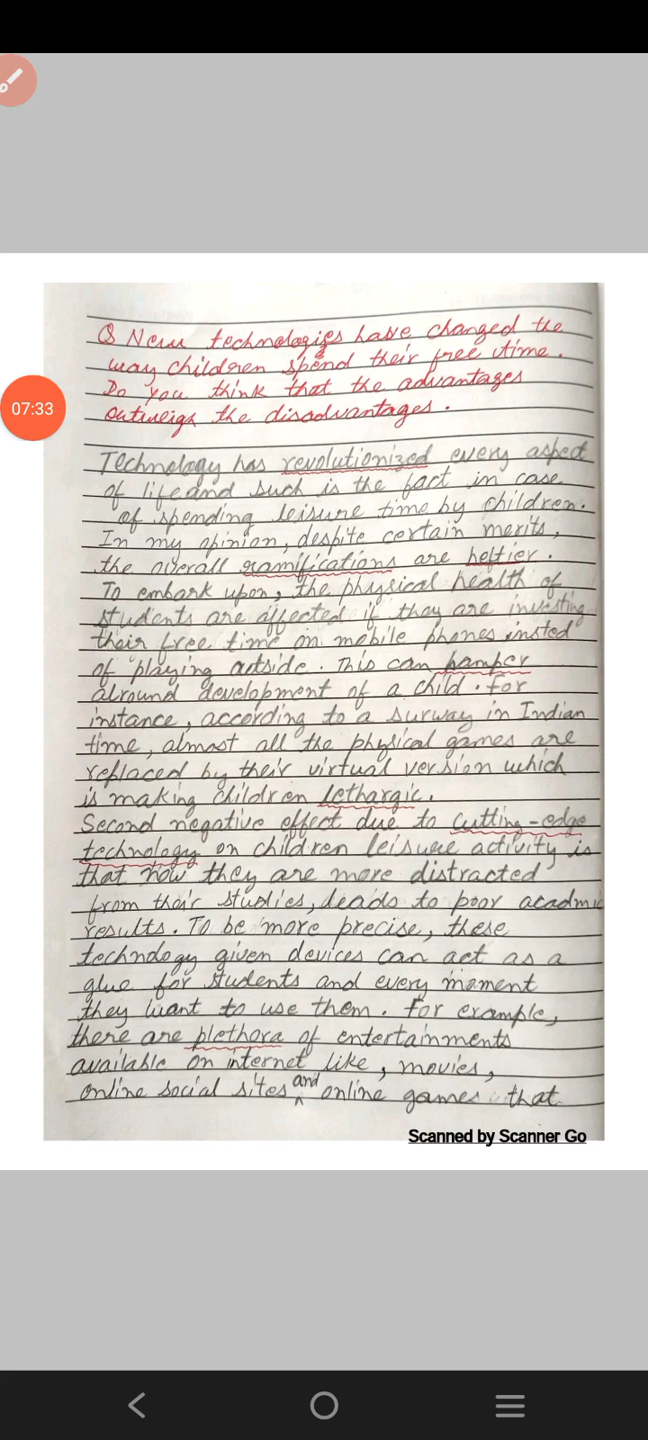 07:33
Q New technologies have changed the
way children spend their free time.
Do you think that the advantages
outweigh the disadvantages.
Technology has revolutionized every aspect
of life and such is the fact in case
of spending leisure time by children.
In my opinion, despite certain merits,
the overall ramifications are heftier.
To embark upon, the physical health of
students are affected if they are investing
their free time on mobile phones insted
of playing outside. This can hamper
alround development of a child. For
instance, according to a surway in Indian
time, almost all the physical games are
replaced by their virtual version which
is making children lethargic.
Second negative effect due to cutting-edge
technology on children leisure activity is
that now they are more distracted
from their studies, leads to poor acadmi
results. To be more precise, these
technology given devices can act as a
glue for students and every moment
they want to use them. For example,
there are plethora of entertainments
available on internet like, movies,
online social sites and online games that
Scanned by Scanner Go